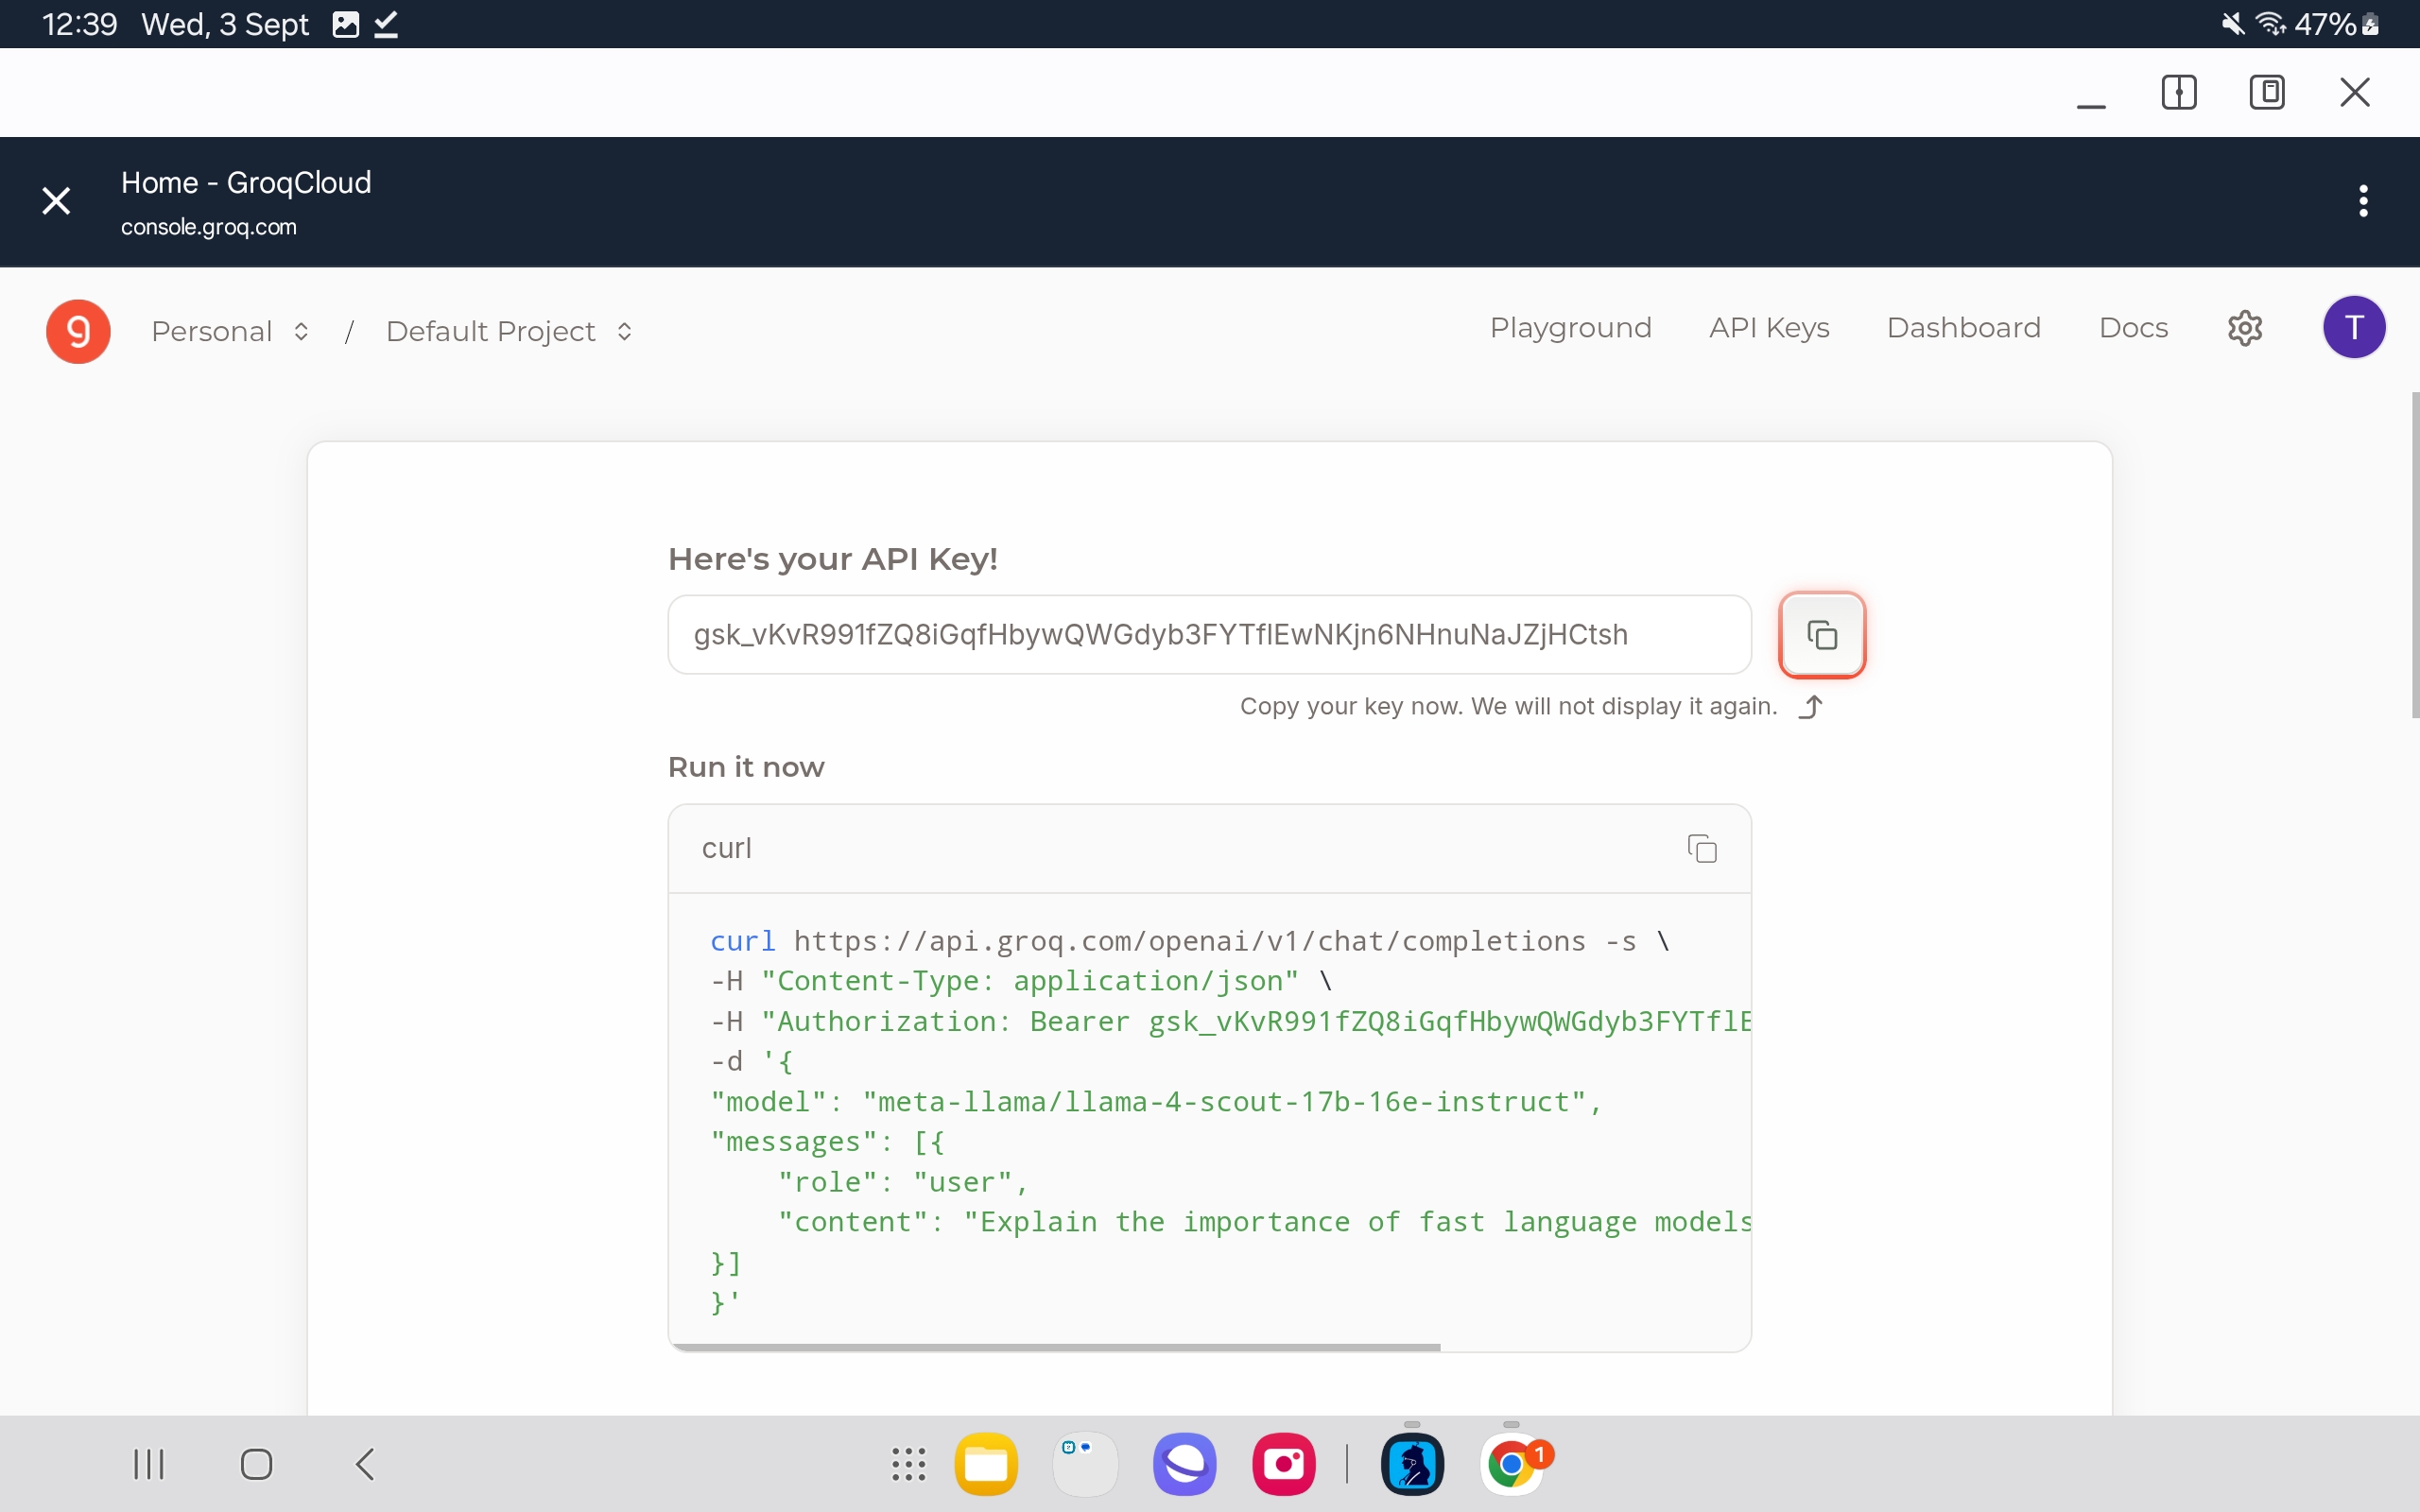 12:39 Wed, 3 Sept
47%
Home - GroqCloud
console.groq.com
Personal / Default Project
Playground API Keys Dashboard Docs
T
Here's your API Key!
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
Copy your key now. We will not display it again.
Run it now
curl
curl https://api.groq.com/openai/v1/chat/completions -s \
-H "Content-Type: application/json" \
-H "Authorization: Bearer gsk_vKvR991fZQ8iGqfHbywQWGdyb3FYTflE
-d '{
"model": "meta-llama/llama-4-scout-17b-16e-instruct",
"messages": [{
    "role": "user",
    "content": "Explain the importance of fast language models
}]
}'
1